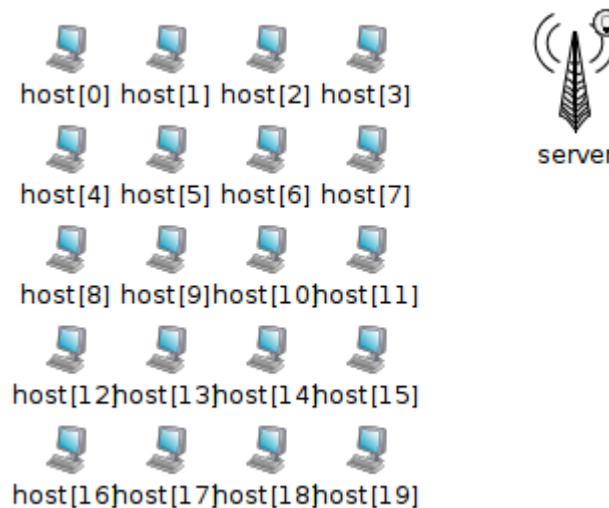 host[0] host[1] host[2] host[3]
server
host[4] host[5] host[6] host[7]
host[8] host[9] host[10] host[11]
host[12] host[13] host[14] host[15]
host[16] host[17] host[18] host[19]